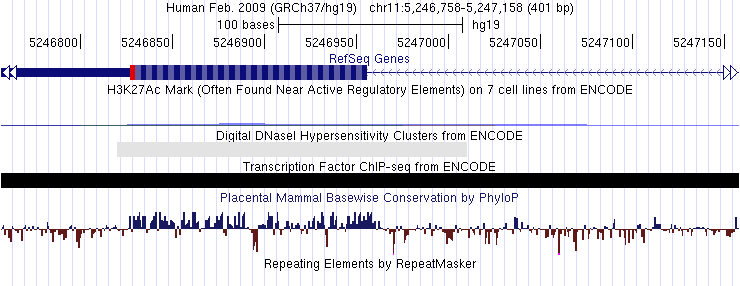 Human Feb. 2009 (GRCh37/hg19) chr11:5,246,758-5,247,158 (401 bp)
100 bases hg19
5246800 5246850 5246900 5246950 5247000 5247050 5247100 5247150
RefSeq Genes
H3K27Ac Mark (Often Found Near Active Regulatory Elements) on 7 cell lines from ENCODE
Digital DNaseI Hypersensitivity Clusters from ENCODE
Transcription Factor ChIP-seq from ENCODE
Placental Mammal Basewise Conservation by PhyloP
Repeating Elements by RepeatMasker